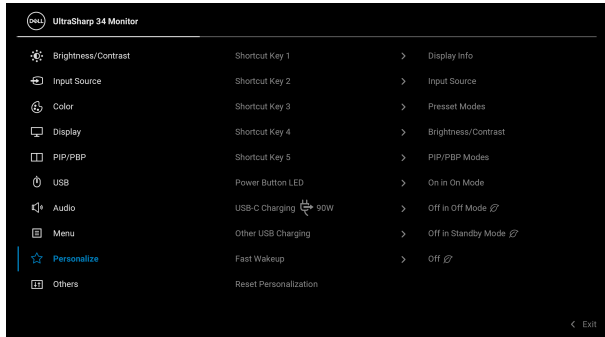 DELL UltraSharp 34 Monitor
Brightness/Contrast Shortcut Key 1 > Display Info
Input Source Shortcut Key 2 > Input Source
Color Shortcut Key 3 > Presset Modes
Display Shortcut Key 4 > Brightness/Contrast
PIP/PBP Shortcut Key 5 > PIP/PBP Modes
USB Power Button LED > On in On Mode
Audio USB-C Charging 90W > Off in Off Mode
Menu Other USB Charging > Off in Standby Mode
Personalize Fast Wakeup > Off
Others Reset Personalization
< Exit